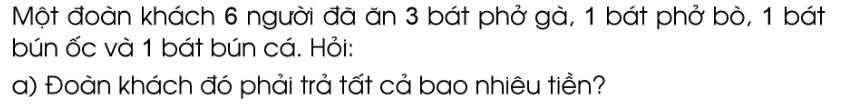 Một đoàn khách 6 người đã ăn 3 bát phở gà, 1 bát phở bò, 1 bát
bún ốc và 1 bát bún cá. Hỏi:
a) Đoàn khách đó phải trả tất cả bao nhiêu tiền?